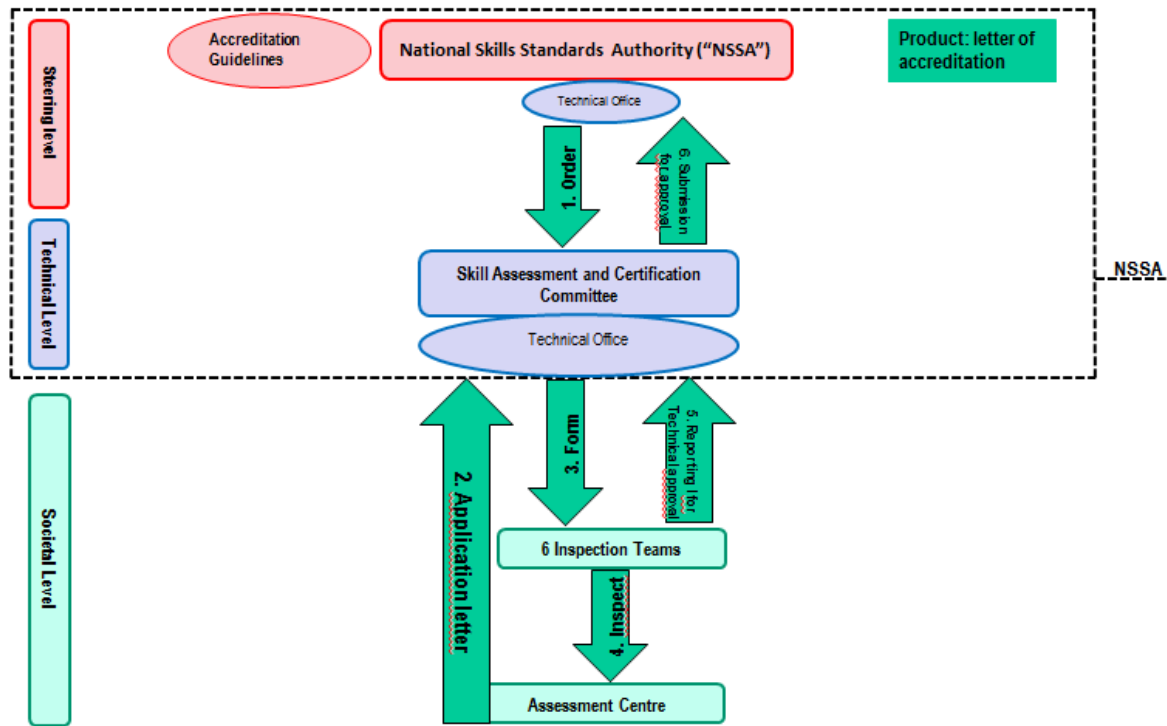 Accreditation
Guidelines
National Skills Standards Authority (“NSSA”)
Product: letter of
accreditation
Steering level
Technical Office
1. Order
6. Submission
for approval
Technical Level
Skill Assessment and Certification
Committee
NSSA
Technical Office
Societal Level
2. Application letter
3. Form
5. Reporting I for
Technical approval
6 Inspection Teams
4. Inspect
Assessment Centre